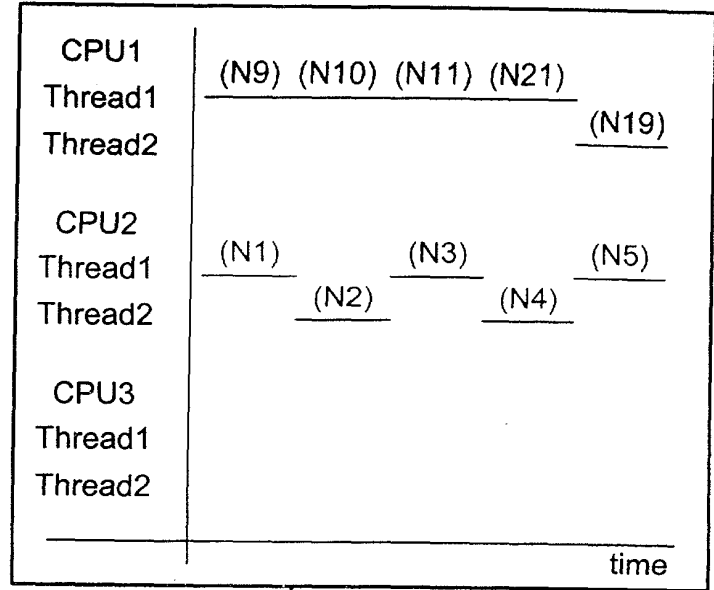 CPU1
(N9) (N10) (N11) (N21)
Thread1
(N19)
Thread2
CPU2
(N1) (N3) (N5)
Thread1
(N2) (N4)
Thread2
CPU3
Thread1
Thread2
time